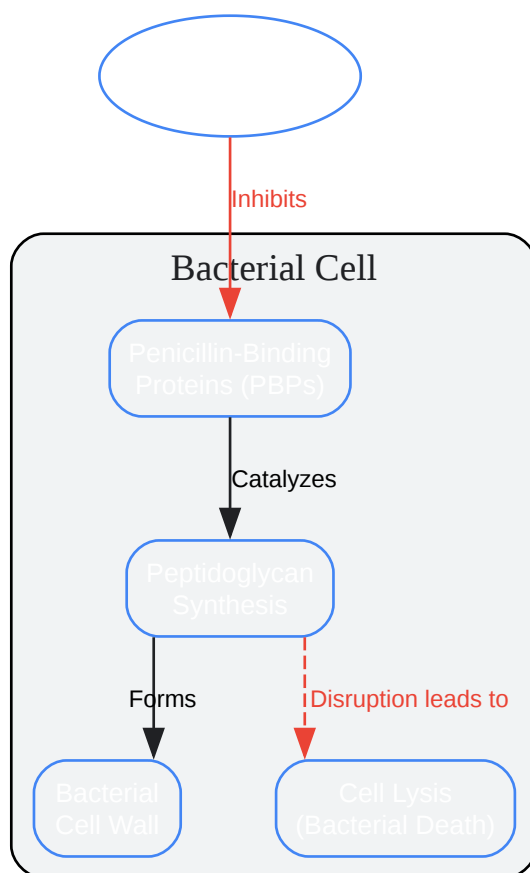 Inhibits
Bacterial Cell
Penicillin-Binding
Proteins (PBPs)
Catalyzes
Peptidoglycan
Synthesis
Forms
Disruption leads to
Bacterial
Cell Wall
Cell Lysis
(Bacterial Death)